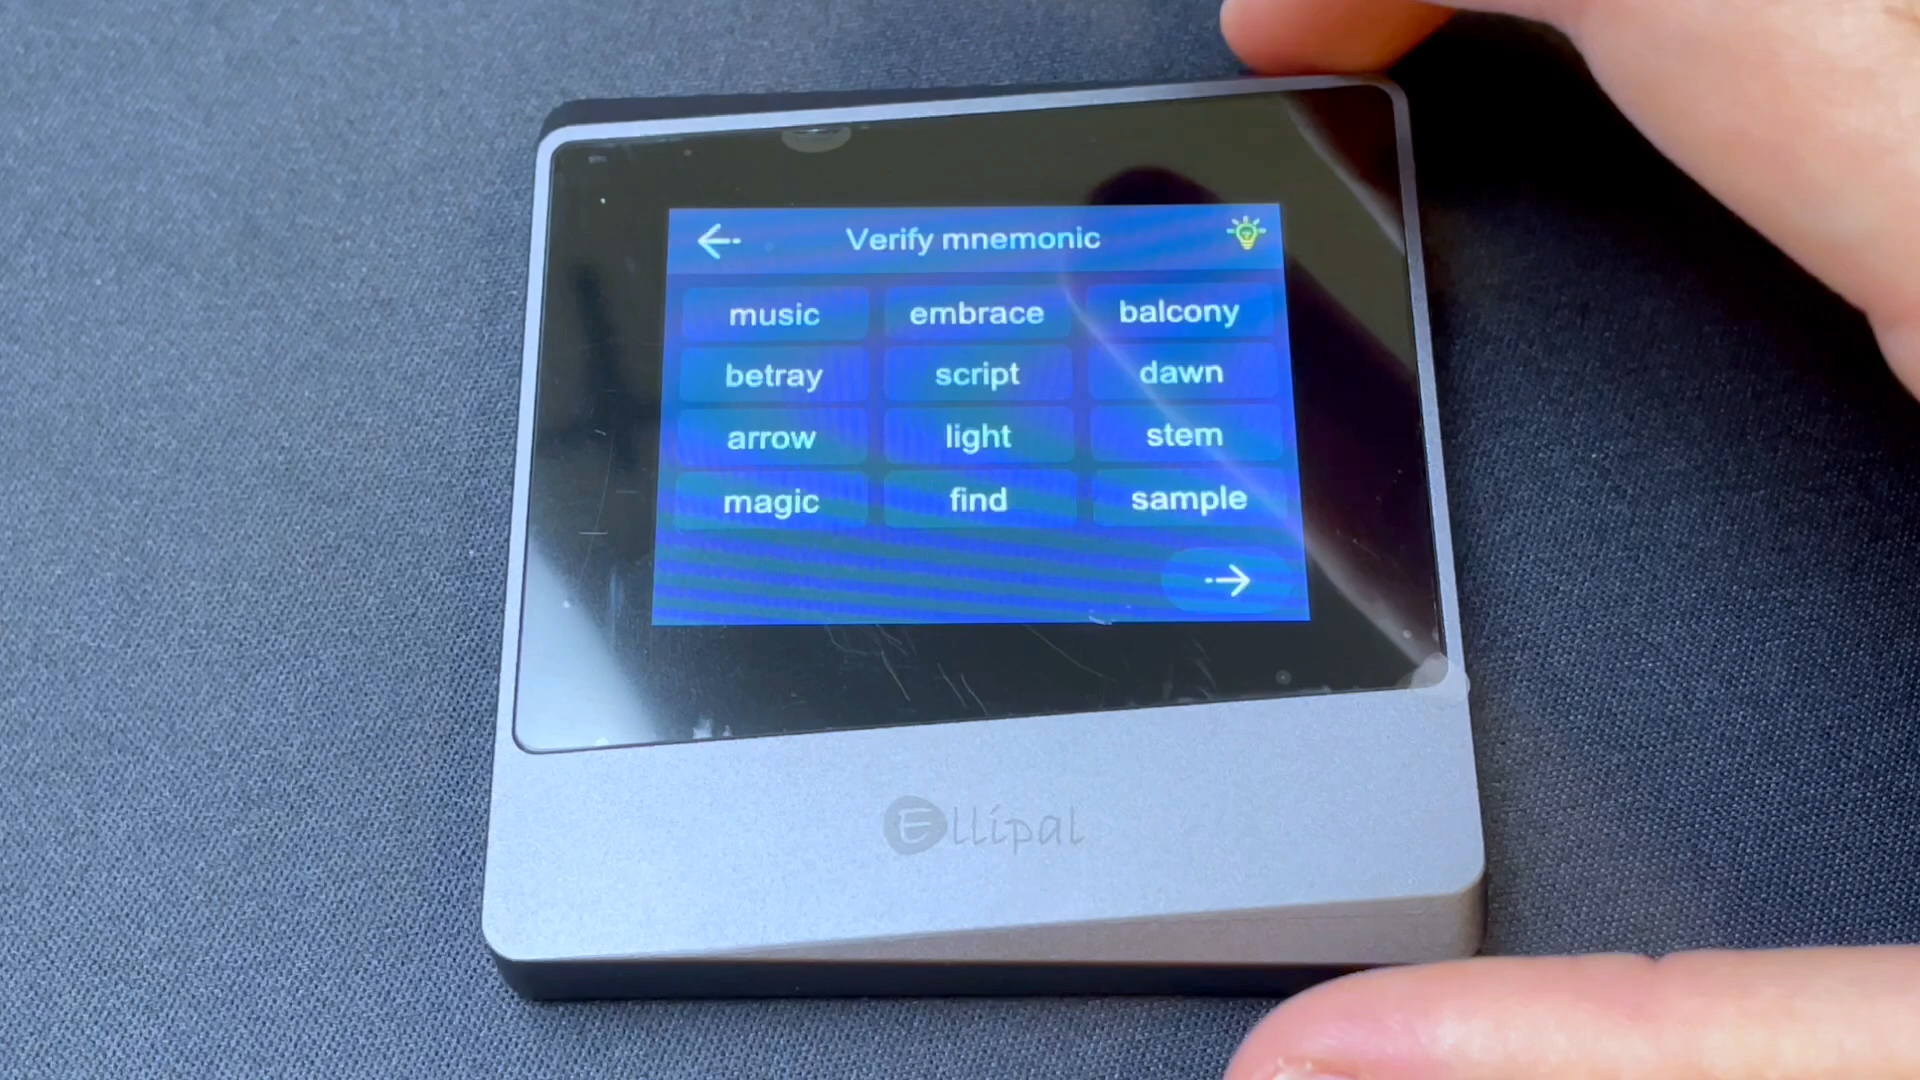 Verify mnemonic
music embrace balcony
betray script dawn
arrow light stem
magic find sample
Ellipal